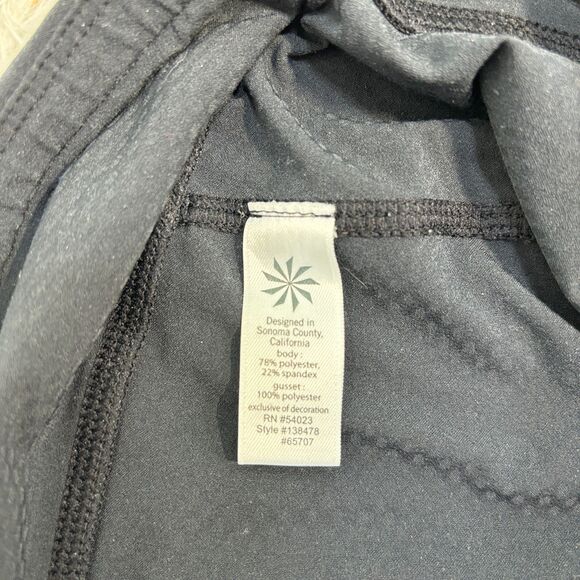 Designed in
Sonoma County,
California
body :
78% polyester,
22% spandex
gusset :
100% polyester
exclusive of decoration
RN #54023
Style #138478
#65707